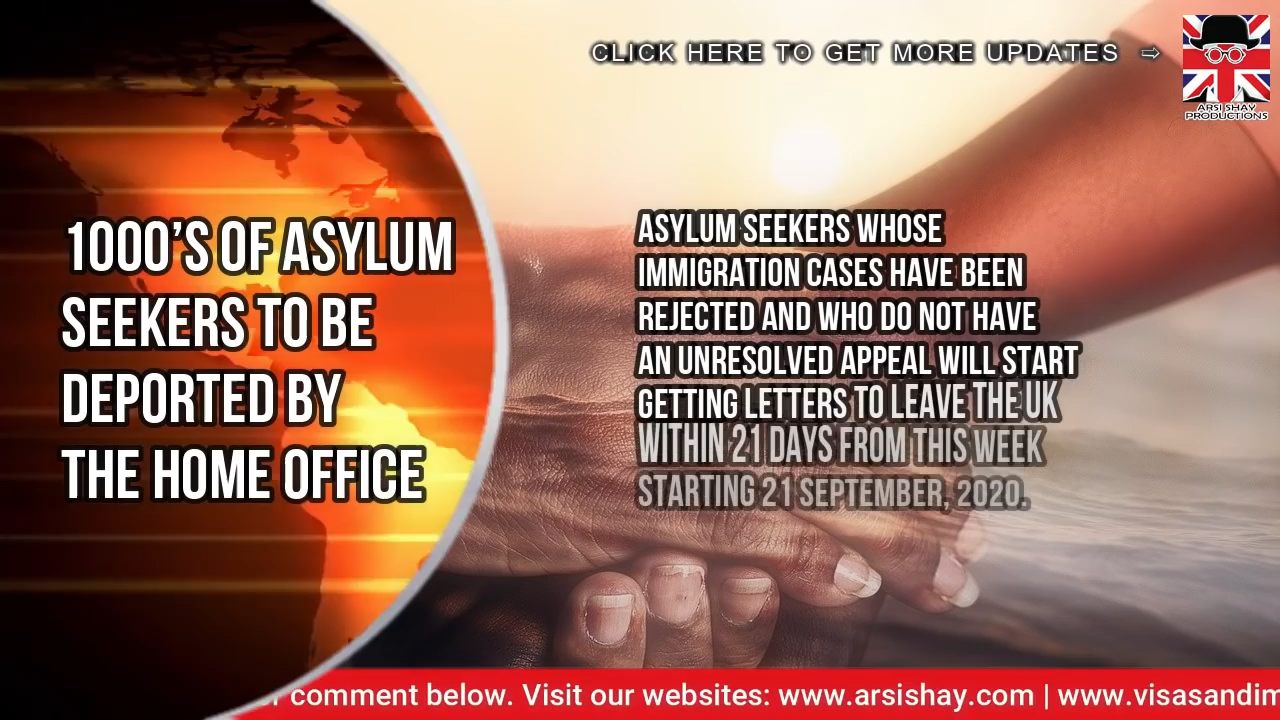 CLICK HERE TO GET MORE UPDATES ⇨
ARSI SHAY
PRODUCTIONS
1000'S OF ASYLUM
SEEKERS TO BE
DEPORTED BY
THE HOME OFFICE
ASYLUM SEEKERS WHOSE
IMMIGRATION CASES HAVE BEEN
REJECTED AND WHO DO NOT HAVE
AN UNRESOLVED APPEAL WILL START
GETTING LETTERS TO LEAVE THE UK
WITHIN 21 DAYS FROM THIS WEEK
STARTING 21 SEPTEMBER, 2020.
comment below. Visit our websites: www.arsishay.com | www.visasandim